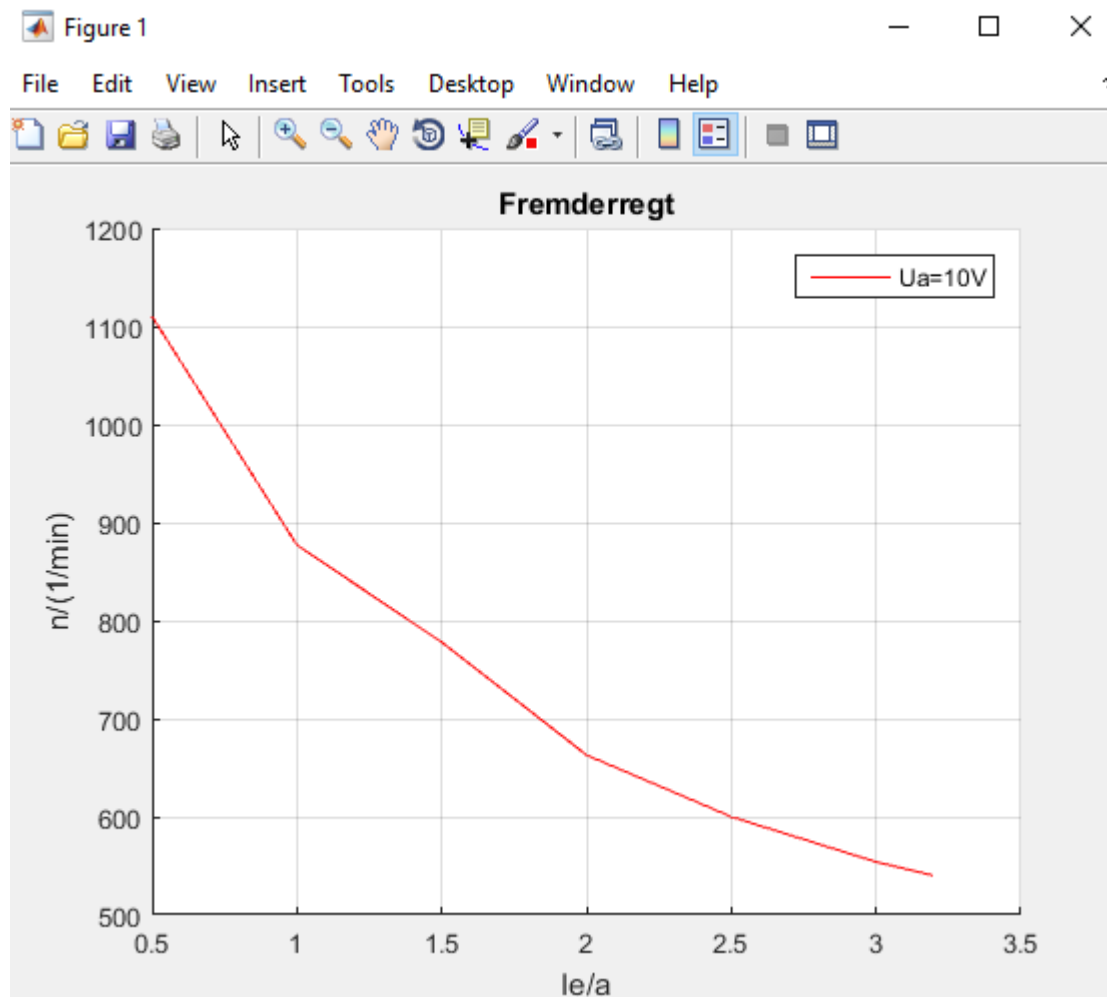 Figure 1
File Edit View Insert Tools Desktop Window Help
Fremderregt
Ua=10V
n/(1/min)
1200
1100
1000
900
800
700
600
500
0.5 1 1.5 2 2.5 3 3.5
Ie/a